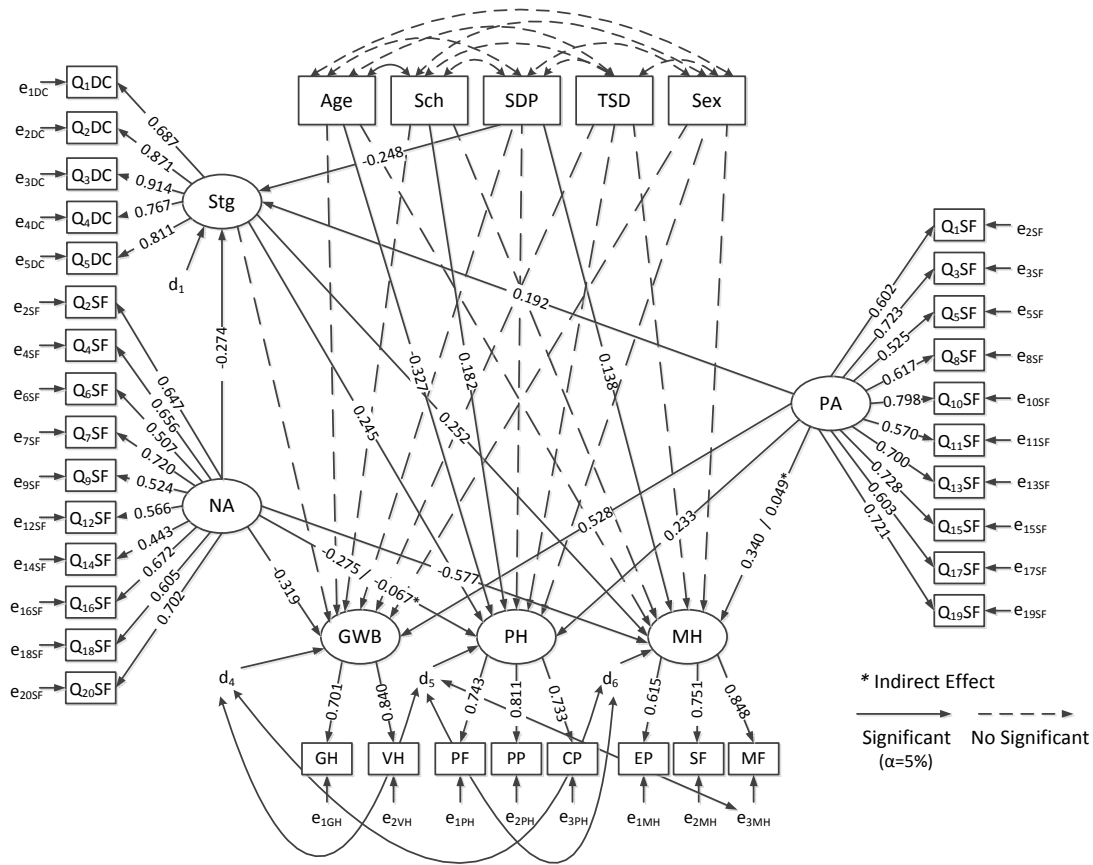 Age Sch SDP TSD Sex
e1DC Q1DC
e2DC Q2DC
e3DC Q3DC
e4DC Q4DC
e5DC Q5DC
0.687
0.871
0.914
0.767
0.811
Stg
d1
-0.248
-0.274
0.192
e2SF Q2SF
e4SF Q4SF
e6SF Q6SF
e7SF Q7SF
e9SF Q9SF
e12SF Q12SF
e14SF Q14SF
e16SF Q16SF
e18SF Q18SF
e20SF Q20SF
0.647
0.656
0.507
0.720
0.524
0.566
0.443
0.672
0.605
0.702
NA
-0.327
0.182
0.138
0.245
0.252
-0.319
-0.275 / -0.067*
-0.577
0.528
0.233
0.340 / 0.049*
PA
0.602
0.723
0.525
0.617
0.798
0.570
0.700
0.728
0.603
0.721
Q1SF e2SF
Q3SF e3SF
Q5SF e5SF
Q8SF e8SF
Q10SF e10SF
Q11SF e11SF
Q13SF e13SF
Q15SF e15SF
Q17SF e17SF
Q19SF e19SF
GWB PH MH
d4 d5 d6
0.701
0.840
0.743
0.811
0.733
0.615
0.751
0.848
GH VH PF PP CP EP SF MF
e1GH e2VH e1PH e2PH e3PH e1MH e2MH e3MH
* Indirect Effect
Significant No Significant
(α=5%)